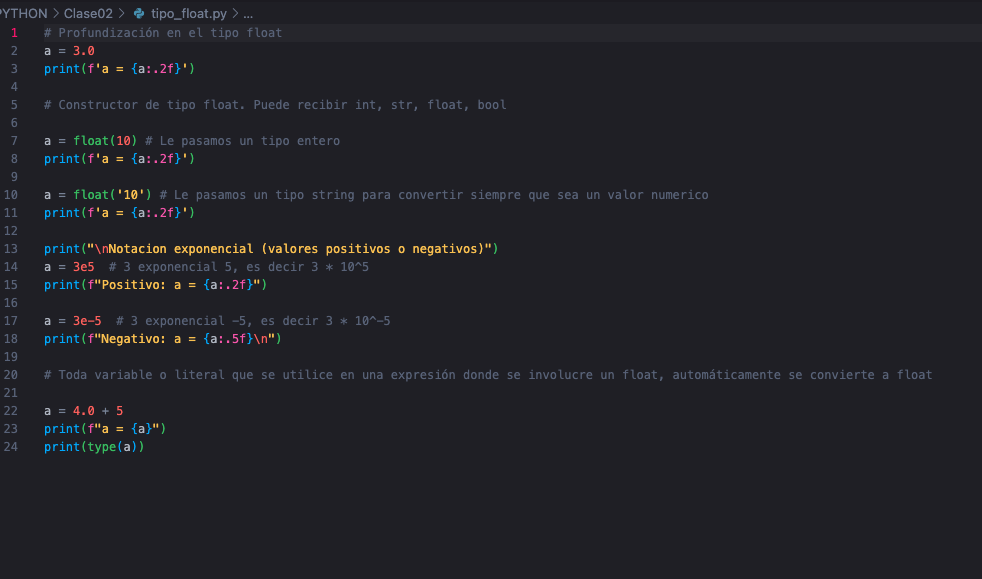 PYTHON > Clase02 > tipo_float.py > ...
1 # Profundización en el tipo float
2 a = 3.0
3 print(f'a = {a:.2f}')
4
5 # Constructor de tipo float. Puede recibir int, str, float, bool
6
7 a = float(10) # Le pasamos un tipo entero
8 print(f'a = {a:.2f}')
9
10 a = float('10') # Le pasamos un tipo string para convertir siempre que sea un valor numerico
11 print(f'a = {a:.2f}')
12
13 print("\nNotacion exponencial (valores positivos o negativos)")
14 a = 3e5  # 3 exponencial 5, es decir 3 * 10^5
15 print(f"Positivo: a = {a:.2f}")
16
17 a = 3e-5  # 3 exponencial -5, es decir 3 * 10^-5
18 print(f"Negativo: a = {a:.5f}\n")
19
20 # Toda variable o literal que se utilice en una expresión donde se involucre un float, automáticamente se convierte a float
21
22 a = 4.0 + 5
23 print(f"a = {a}")
24 print(type(a))